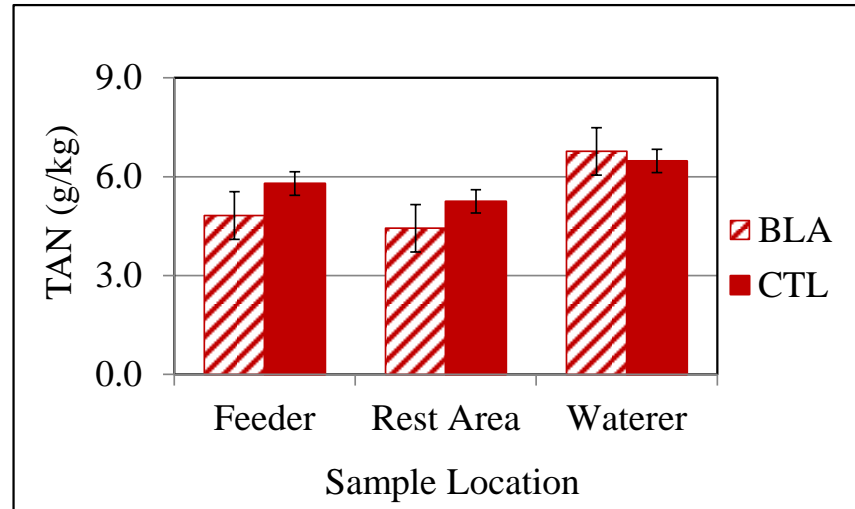 TAN (g/kg)
9.0
6.0
3.0
0.0
Feeder
Rest Area
Waterer
Sample Location
BLA
CTL